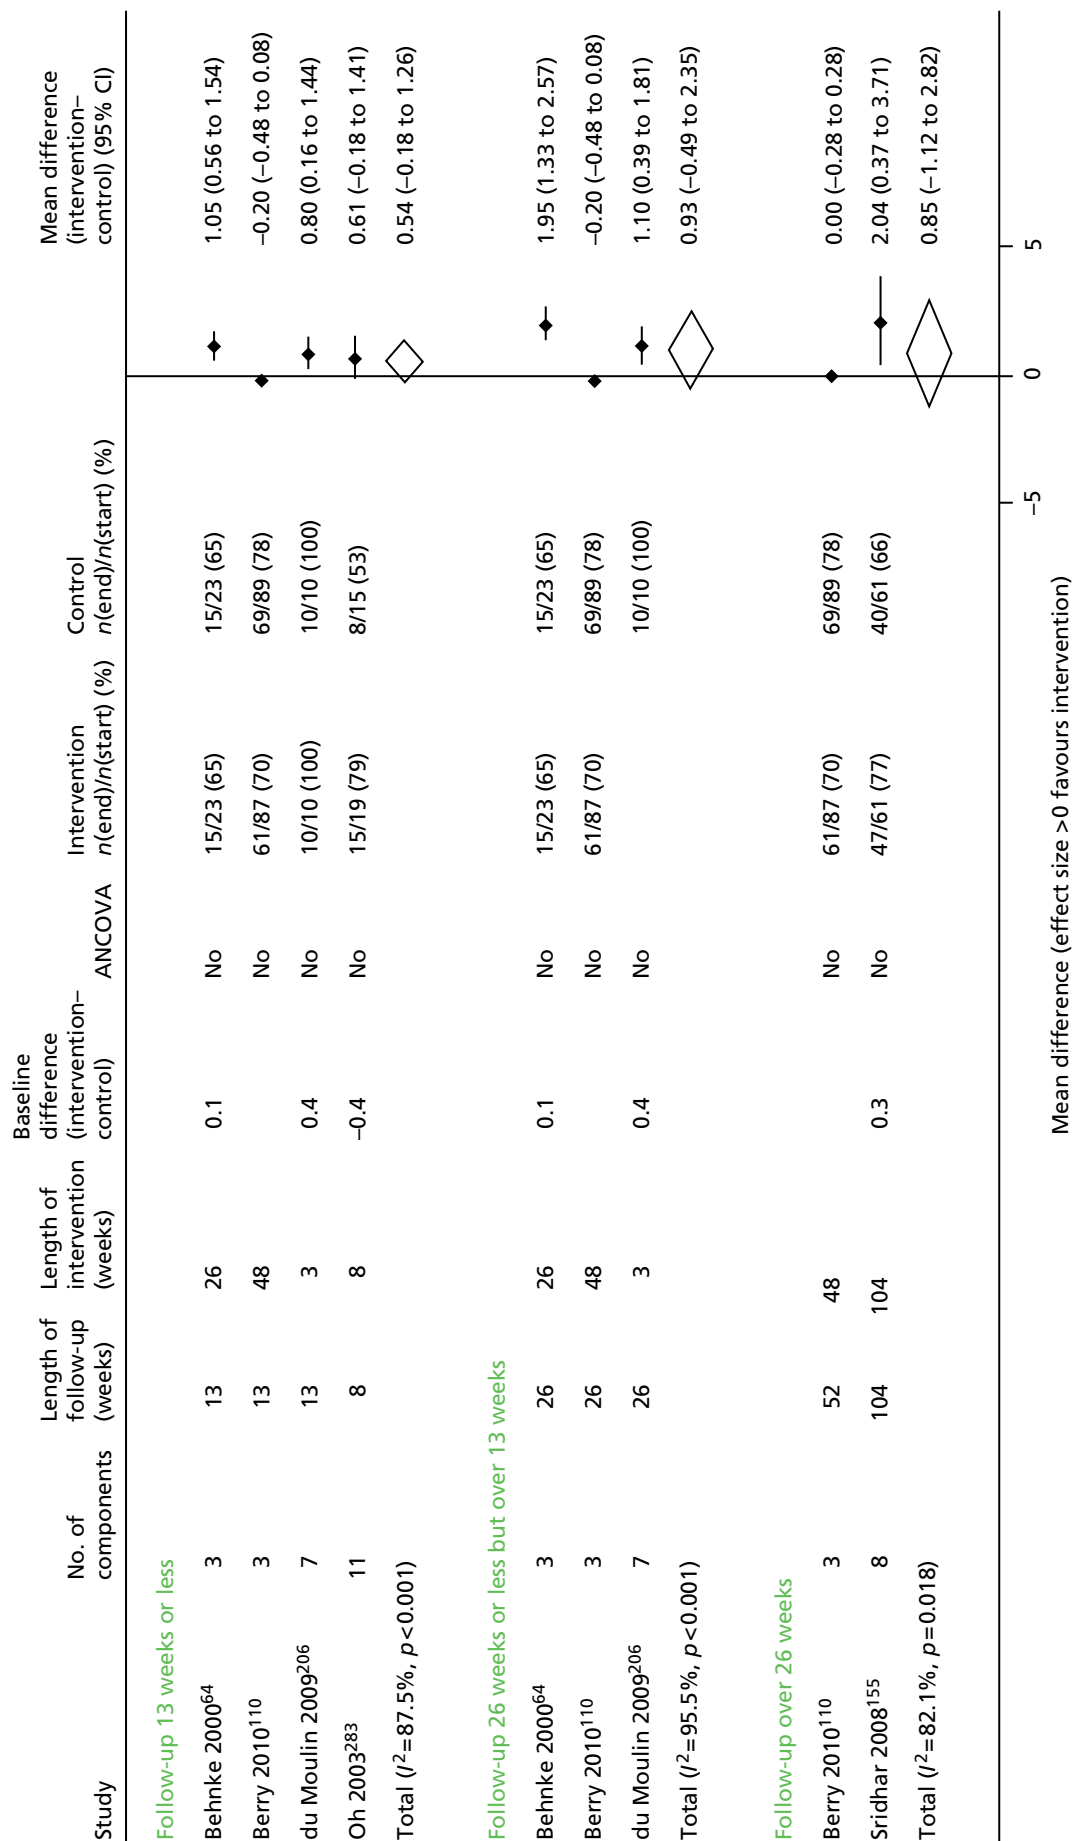 Study
No. of
components
Length of
follow-up
(weeks)
Length of
intervention
(weeks)
Baseline
difference
(intervention–
control)
ANCOVA
Intervention
n(end)/n(start) (%)
Control
n(end)/n(start) (%)
Mean difference
(intervention–
control) (95% CI)
Follow-up 13 weeks or less
Behnke 2000⁶⁴ 3 13 26 0.1 No 15/23 (65) 15/23 (65) 1.05 (0.56 to 1.54)
Berry 2010¹¹⁰ 3 13 48 No 61/87 (70) 69/89 (78) –0.20 (–0.48 to 0.08)
du Moulin 2009²⁰⁶ 7 13 3 0.4 No 10/10 (100) 10/10 (100) 0.80 (0.16 to 1.44)
Oh 2003²⁸³ 11 8 8 –0.4 No 15/19 (79) 8/15 (53) 0.61 (–0.18 to 1.41)
Total (I²=87.5%, p<0.001) 0.54 (–0.18 to 1.26)
Follow-up 26 weeks or less but over 13 weeks
Behnke 2000⁶⁴ 3 26 26 0.1 No 15/23 (65) 15/23 (65) 1.95 (1.33 to 2.57)
Berry 2010¹¹⁰ 3 26 48 No 61/87 (70) 69/89 (78) –0.20 (–0.48 to 0.08)
du Moulin 2009²⁰⁶ 7 26 3 0.4 No 10/10 (100) 1.10 (0.39 to 1.81)
Total (I²=95.5%, p<0.001) 0.93 (–0.49 to 2.35)
Follow-up over 26 weeks
Berry 2010¹¹⁰ 3 52 48 No 61/87 (70) 69/89 (78) 0.00 (–0.28 to 0.28)
Sridhar 2008¹⁵⁵ 8 104 104 0.3 No 47/61 (77) 40/61 (66) 2.04 (0.37 to 3.71)
Total (I²=82.1%, p=0.018) 0.85 (–1.12 to 2.82)
–5 0 5
Mean difference (effect size >0 favours intervention)